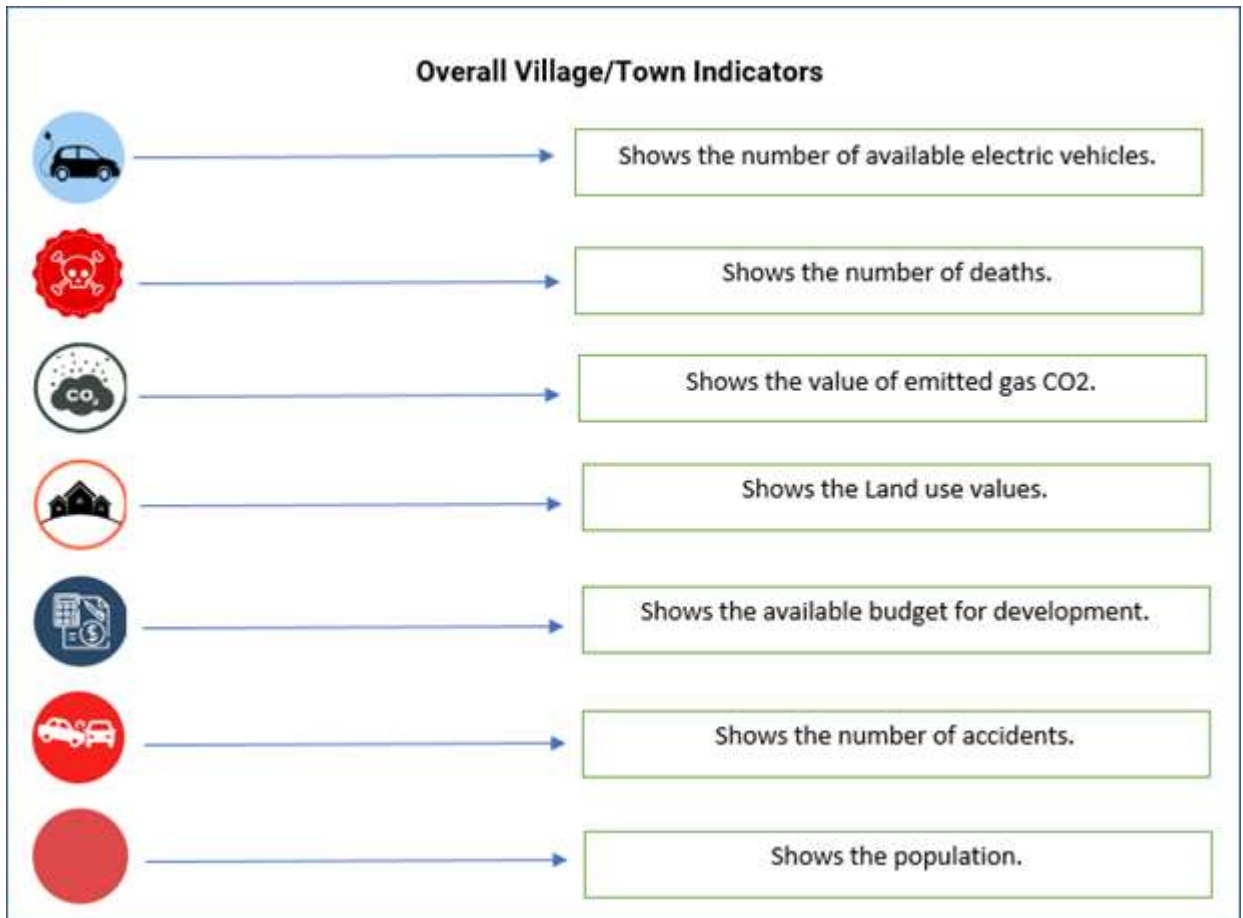 Overall Village/Town Indicators
Shows the number of available electric vehicles.
Shows the number of deaths.
CO₂
Shows the value of emitted gas CO2.
Shows the Land use values.
$
Shows the available budget for development.
Shows the number of accidents.
Shows the population.